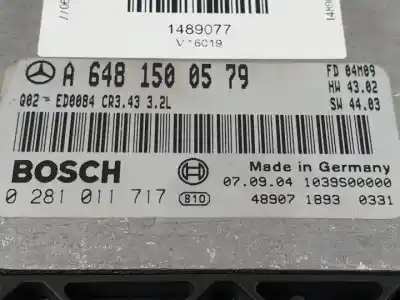 1489077
V16019
A 648 150 05 79
FD 04M09
Q02 - ED0084 CR3.43 3.2L
HW 43.02
SW 44.03
BOSCH
Made in Germany
07.09.04 1039S00000
0 281 011 717 810
48907 1893 0331